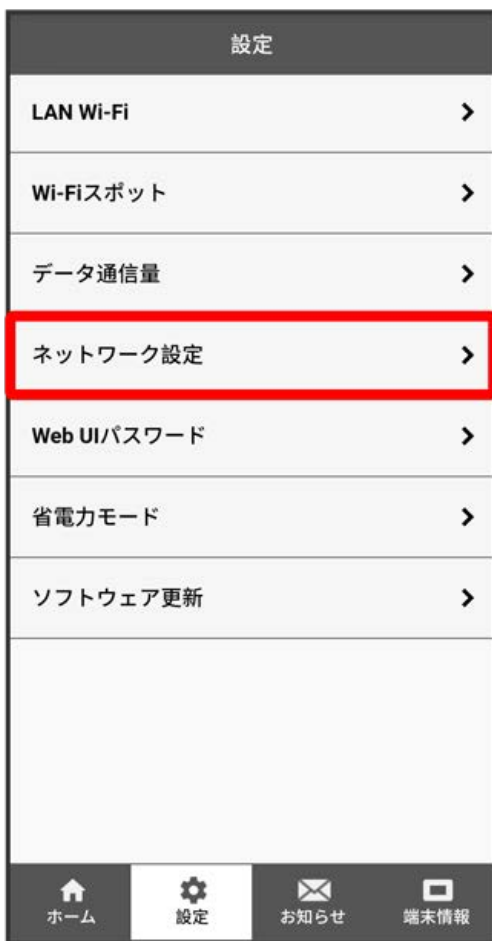 設定
LAN Wi-Fi
Wi-Fiスポット
データ通信量
ネットワーク設定
Web UIパスワード
省電力モード
ソフトウェア更新
ホーム
設定
お知らせ
端末情報